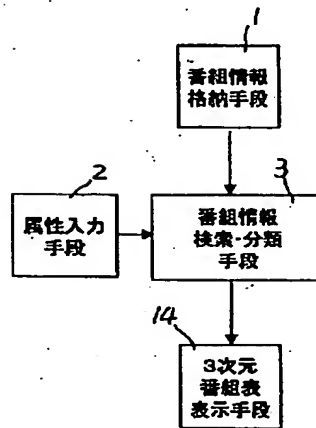 1
番組情報
格納手段
2
属性入力
手段
3
番組情報
検索・分類
手段
14
3次元
番組表
表示手段